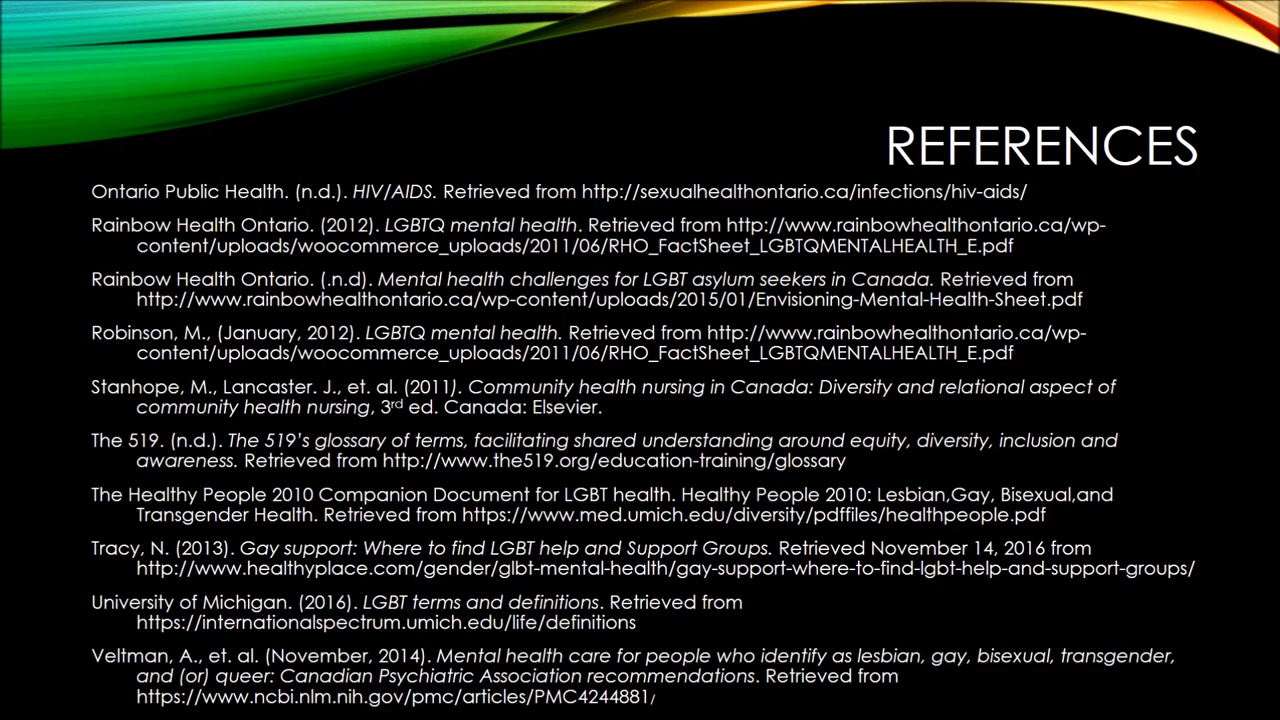 REFERENCES
Ontario Public Health. (n.d.). HIV/AIDS. Retrieved from http://sexualhealthontario.ca/infections/hiv-aids/
Rainbow Health Ontario. (2012). LGBTQ mental health. Retrieved from http://www.rainbowhealthontario.ca/wp-
content/uploads/woocommerce_uploads/2011/06/RHO_FactSheet_LGBTQMENTALHEALTH_E.pdf
Rainbow Health Ontario. (.n.d). Mental health challenges for LGBT asylum seekers in Canada. Retrieved from
http://www.rainbowhealthontario.ca/wp-content/uploads/2015/01/Envisioning-Mental-Health-Sheet.pdf
Robinson, M., (January, 2012). LGBTQ mental health. Retrieved from http://www.rainbowhealthontario.ca/wp-
content/uploads/woocommerce_uploads/2011/06/RHO_FactSheet_LGBTQMENTALHEALTH_E.pdf
Stanhope, M., Lancaster. J., et. al. (2011). Community health nursing in Canada: Diversity and relational aspect of
community health nursing, 3rd ed. Canada: Elsevier.
The 519. (n.d.). The 519's glossary of terms, facilitating shared understanding around equity, diversity, inclusion and
awareness. Retrieved from http://www.the519.org/education-training/glossary
The Healthy People 2010 Companion Document for LGBT health. Healthy People 2010: Lesbian,Gay, Bisexual,and
Transgender Health. Retrieved from https://www.med.umich.edu/diversity/pdffiles/healthpeople.pdf
Tracy, N. (2013). Gay support: Where to find LGBT help and Support Groups. Retrieved November 14, 2016 from
http://www.healthyplace.com/gender/glbt-mental-health/gay-support-where-to-find-lgbt-help-and-support-groups/
University of Michigan. (2016). LGBT terms and definitions. Retrieved from
https://internationalspectrum.umich.edu/life/definitions
Veltman, A., et. al. (November, 2014). Mental health care for people who identify as lesbian, gay, bisexual, transgender,
and (or) queer: Canadian Psychiatric Association recommendations. Retrieved from
https://www.ncbi.nlm.nih.gov/pmc/articles/PMC4244881/